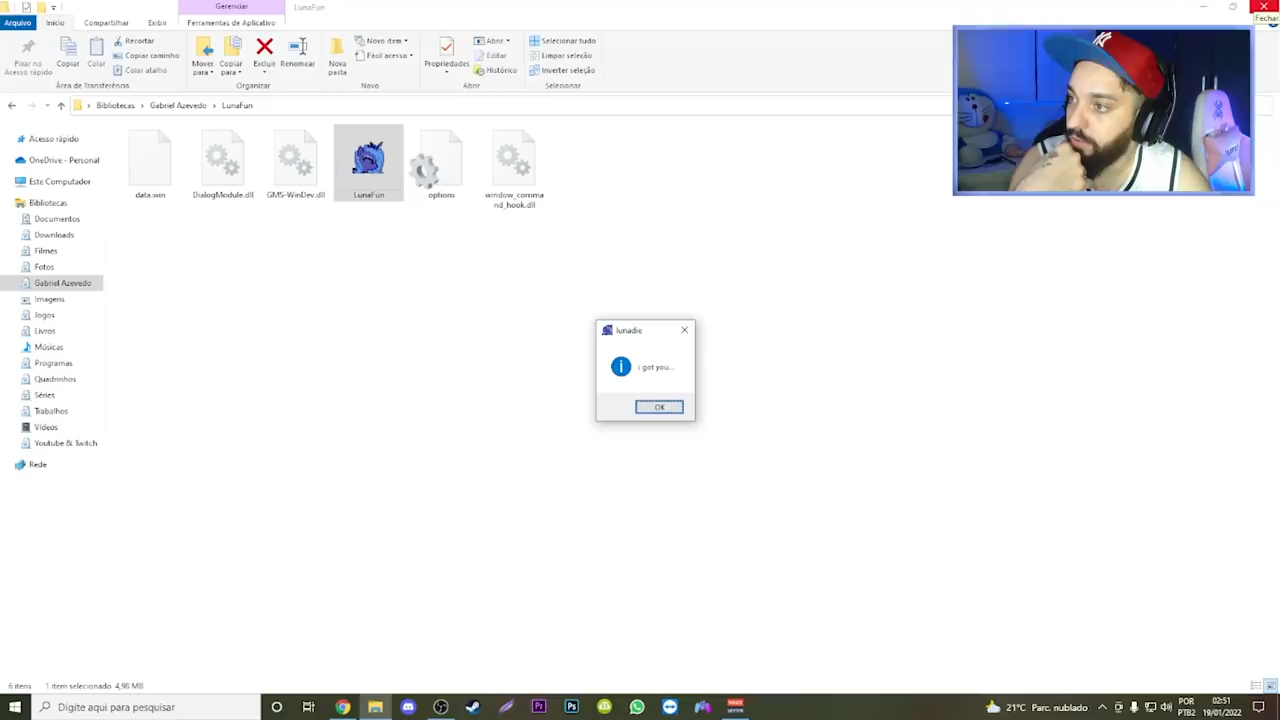 Gerenciar
LunaFun
Fechar
Arquivo
Início
Compartilhar
Exibir
Ferramentas de Aplicativo
Fixar no
Acesso rápido
Copiar
Colar
Recortar
Copiar caminho
Colar atalho
Área de Transferência
Mover
para
Copiar
para
Excluir
Renomear
Organizar
Nova
pasta
Novo item
Fácil acesso
Novo
Propriedades
Abrir
Editar
Histórico
Abrir
Selecionar tudo
Limpar seleção
Inverter seleção
Selecionar
Bibliotecas > Gabriel Azevedo > LunaFun
Acesso rápido
OneDrive - Personal
Este Computador
Bibliotecas
Documentos
Downloads
Filmes
Fotos
Gabriel Azevedo
Imagens
Jogos
Livros
Músicas
Programas
Quadrinhos
Séries
Trabalhos
Vídeos
Youtube & Twitch
Rede
data.win
DialogModule.dll
GMS-WinDev.dll
LunaFun
options
window_comma
nd_hook.dll
lunadie
i got you...
OK
6 itens
1 item selecionado 4,98 MB
Digite aqui para pesquisar
Pr
Ps
21°C Parc. nublado
POR
PTB2
02:51
19/01/2022